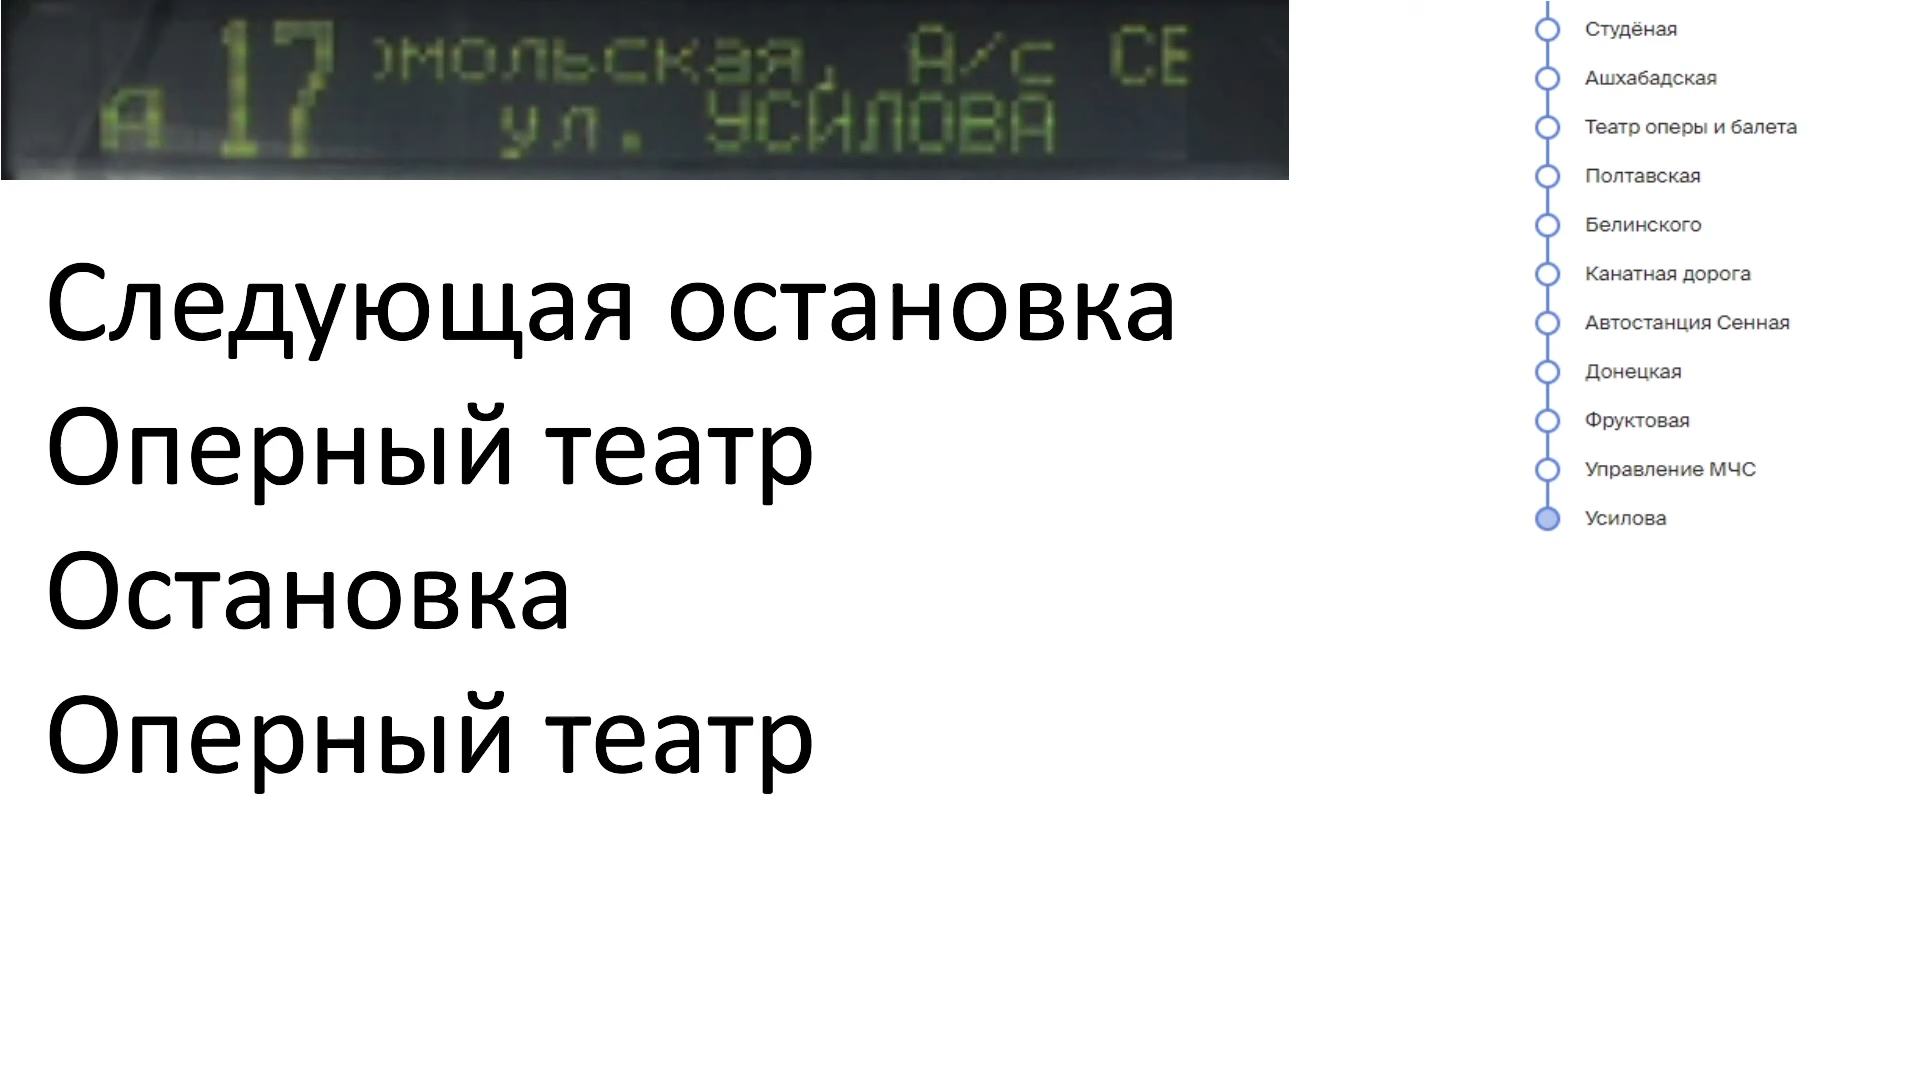 А 17
омольская, А/с СЕ
ул. УСИЛОВА
Следующая остановка
Оперный театр
Остановка
Оперный театр
Студёная
Ашхабадская
Театр оперы и балета
Полтавская
Белинского
Канатная дорога
Автостанция Сенная
Донецкая
Фруктовая
Управление МЧС
Усилова